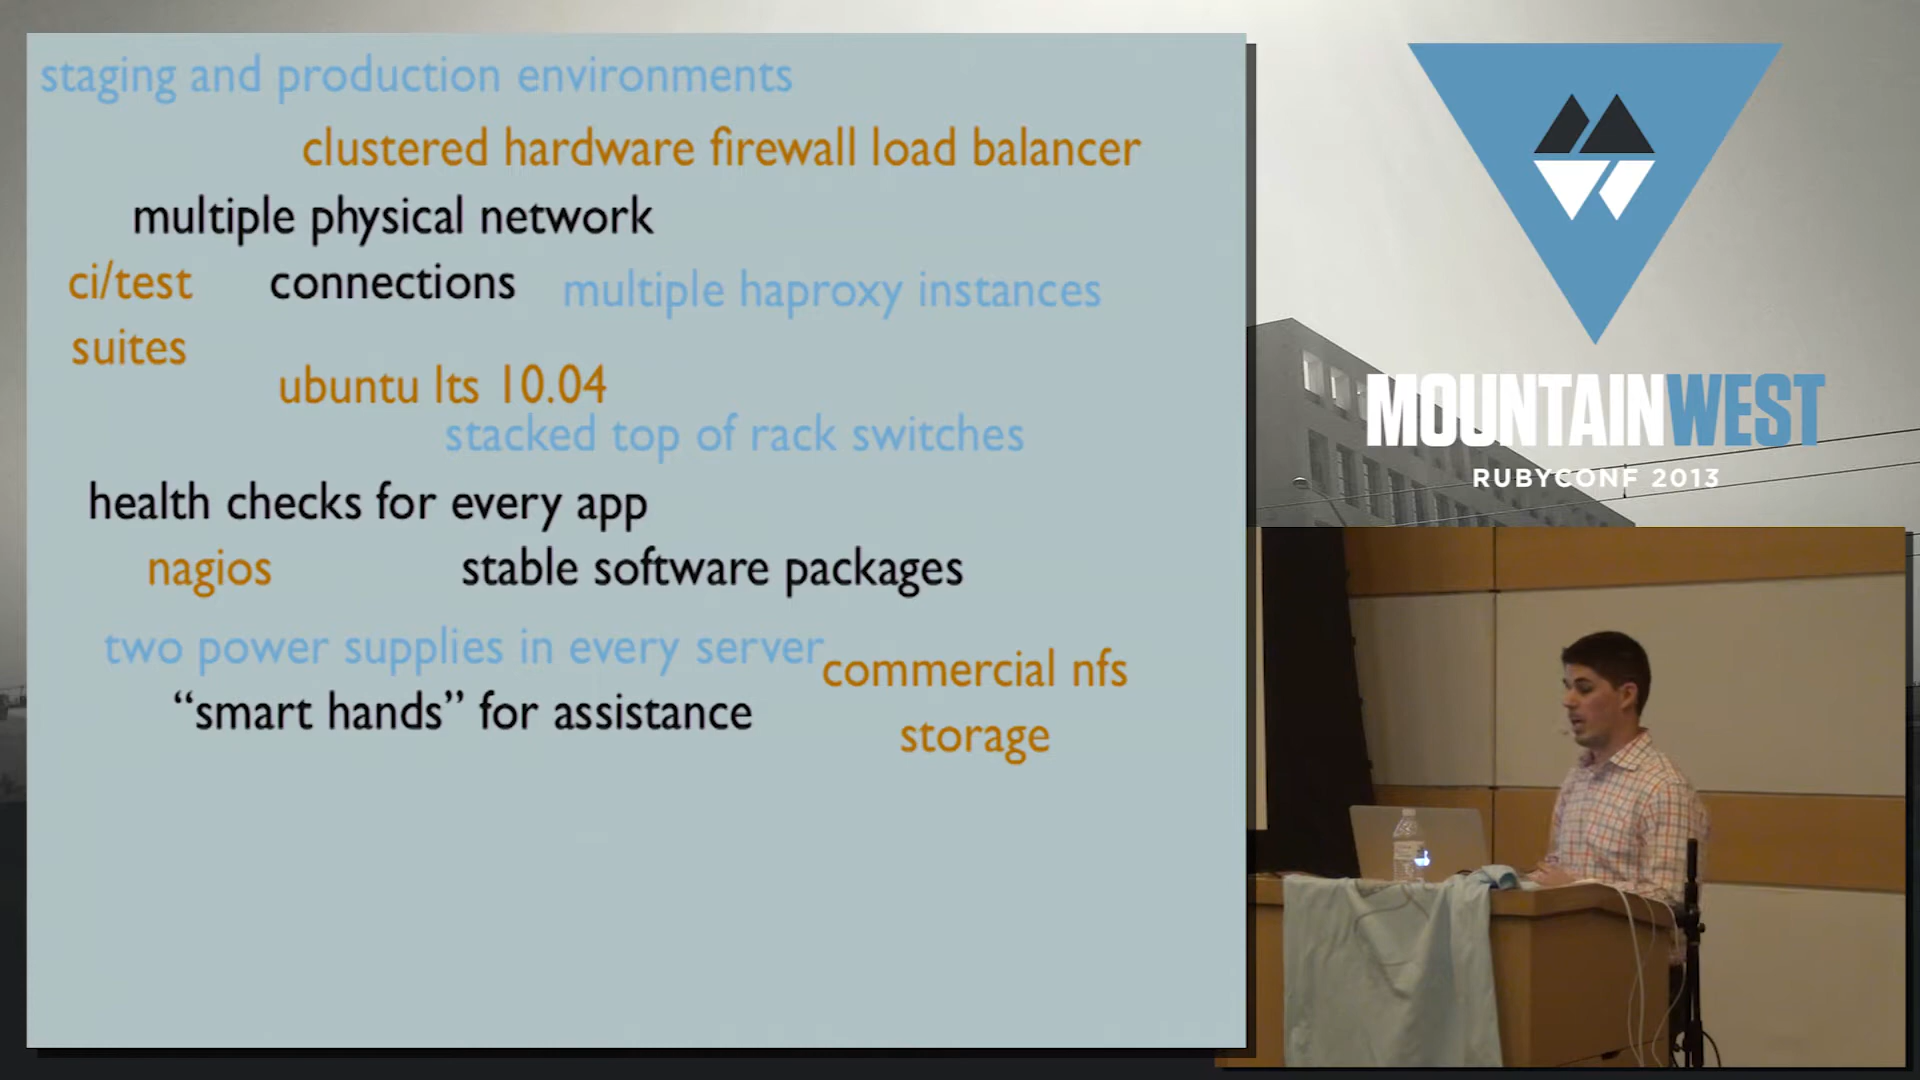 staging and production environments
clustered hardware firewall load balancer
multiple physical network
connections
ci/test
suites
multiple haproxy instances
ubuntu lts 10.04
stacked top of rack switches
health checks for every app
nagios
stable software packages
two power supplies in every server
commercial nfs
storage
“smart hands” for assistance
MOUNTAINWEST
RUBYCONF 2013